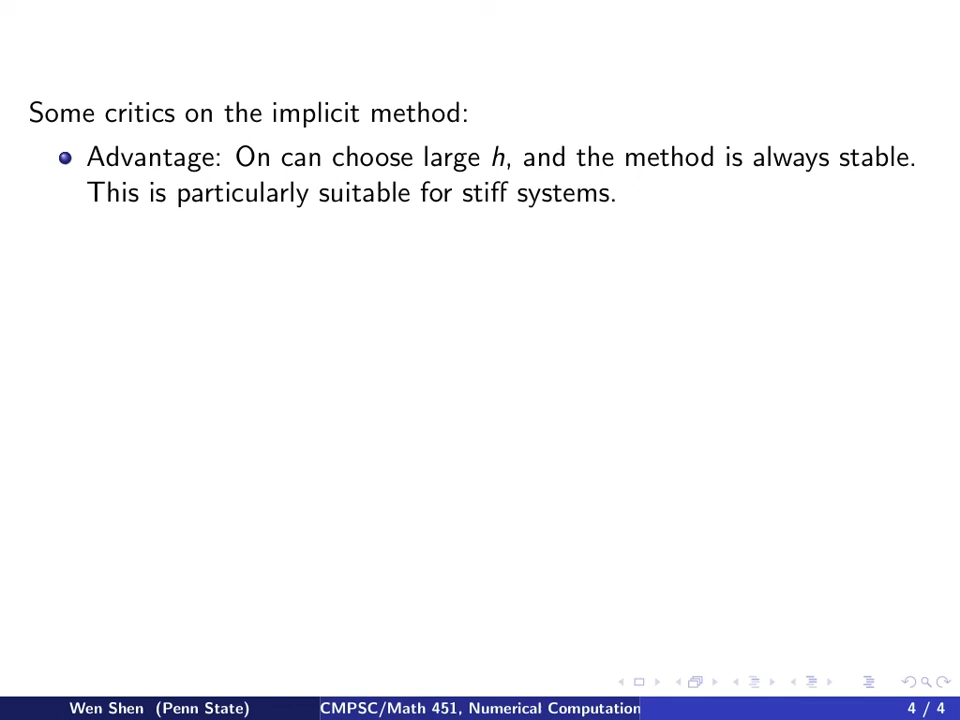 Some critics on the implicit method:
Advantage: On can choose large h, and the method is always stable.
This is particularly suitable for stiff systems.
Wen Shen (Penn State) CMPSC/Math 451, Numerical Computation 4 / 4